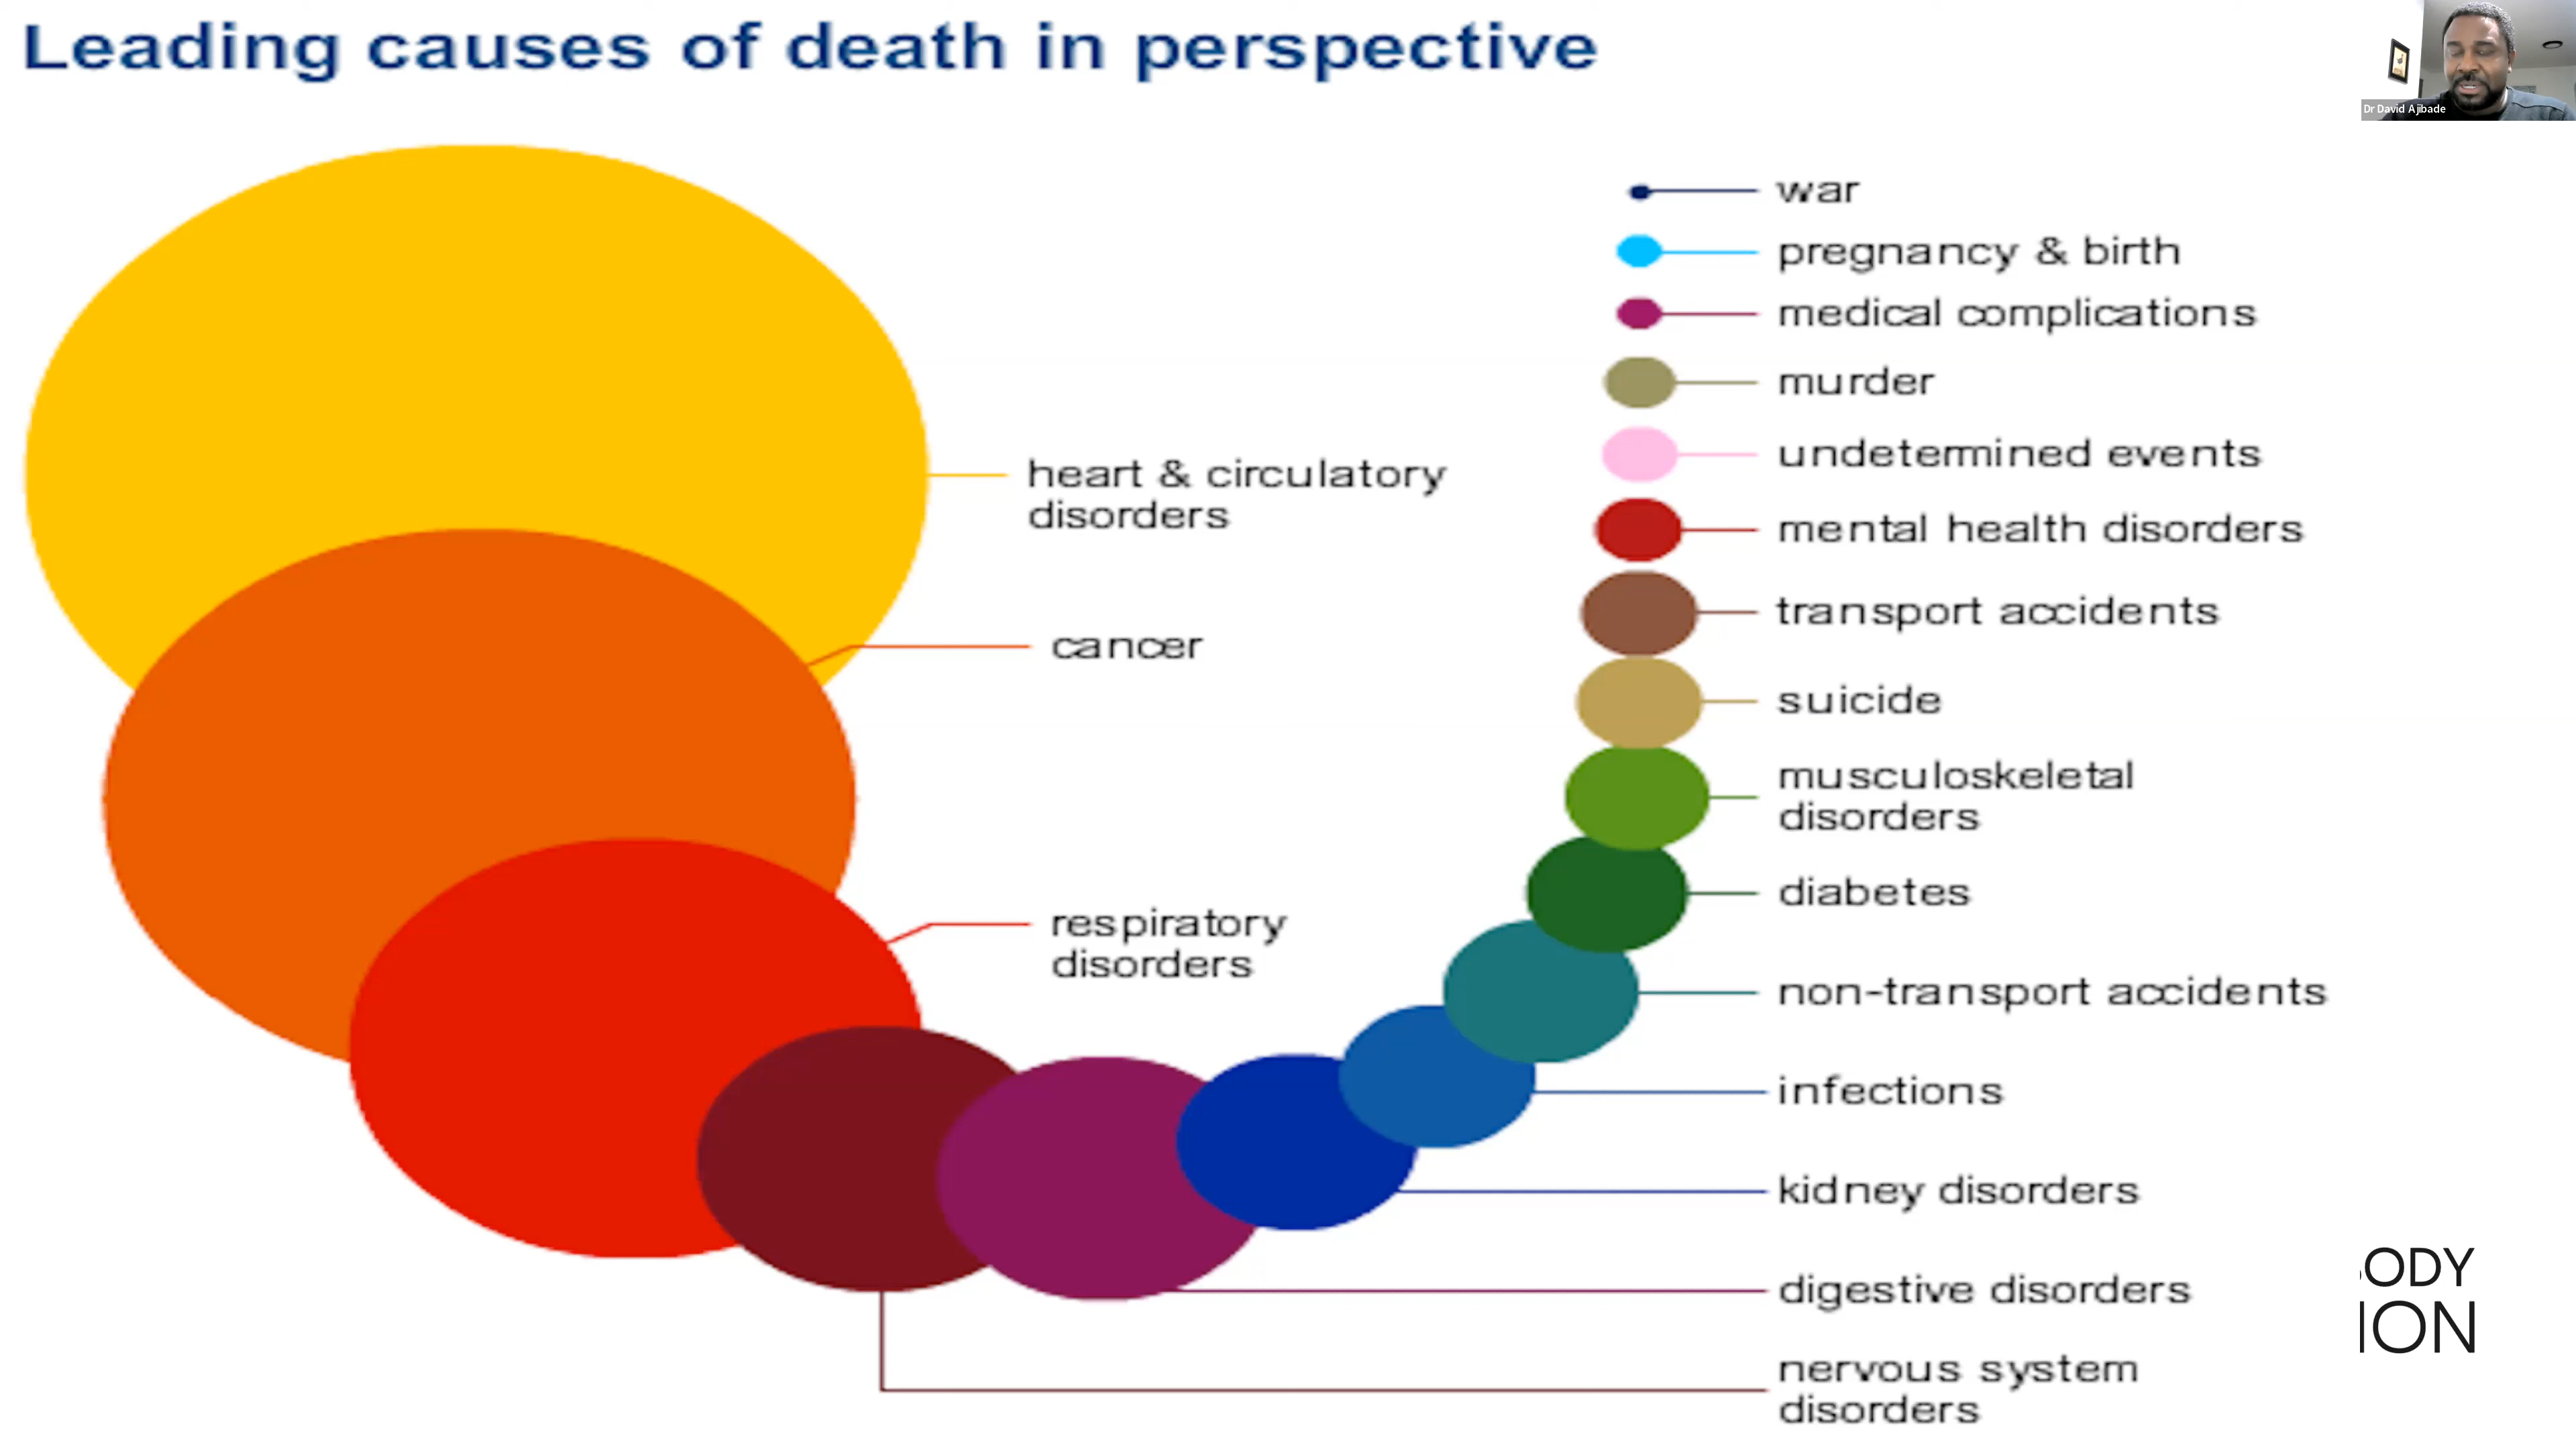 Leading causes of death in perspective
Dr David Ajibade
war
pregnancy & birth
medical complications
murder
undetermined events
mental health disorders
transport accidents
suicide
musculoskeletal
disorders
diabetes
non-transport accidents
infections
kidney disorders
digestive disorders
nervous system
disorders
heart & circulatory
disorders
cancer
respiratory
disorders
ODY
ION